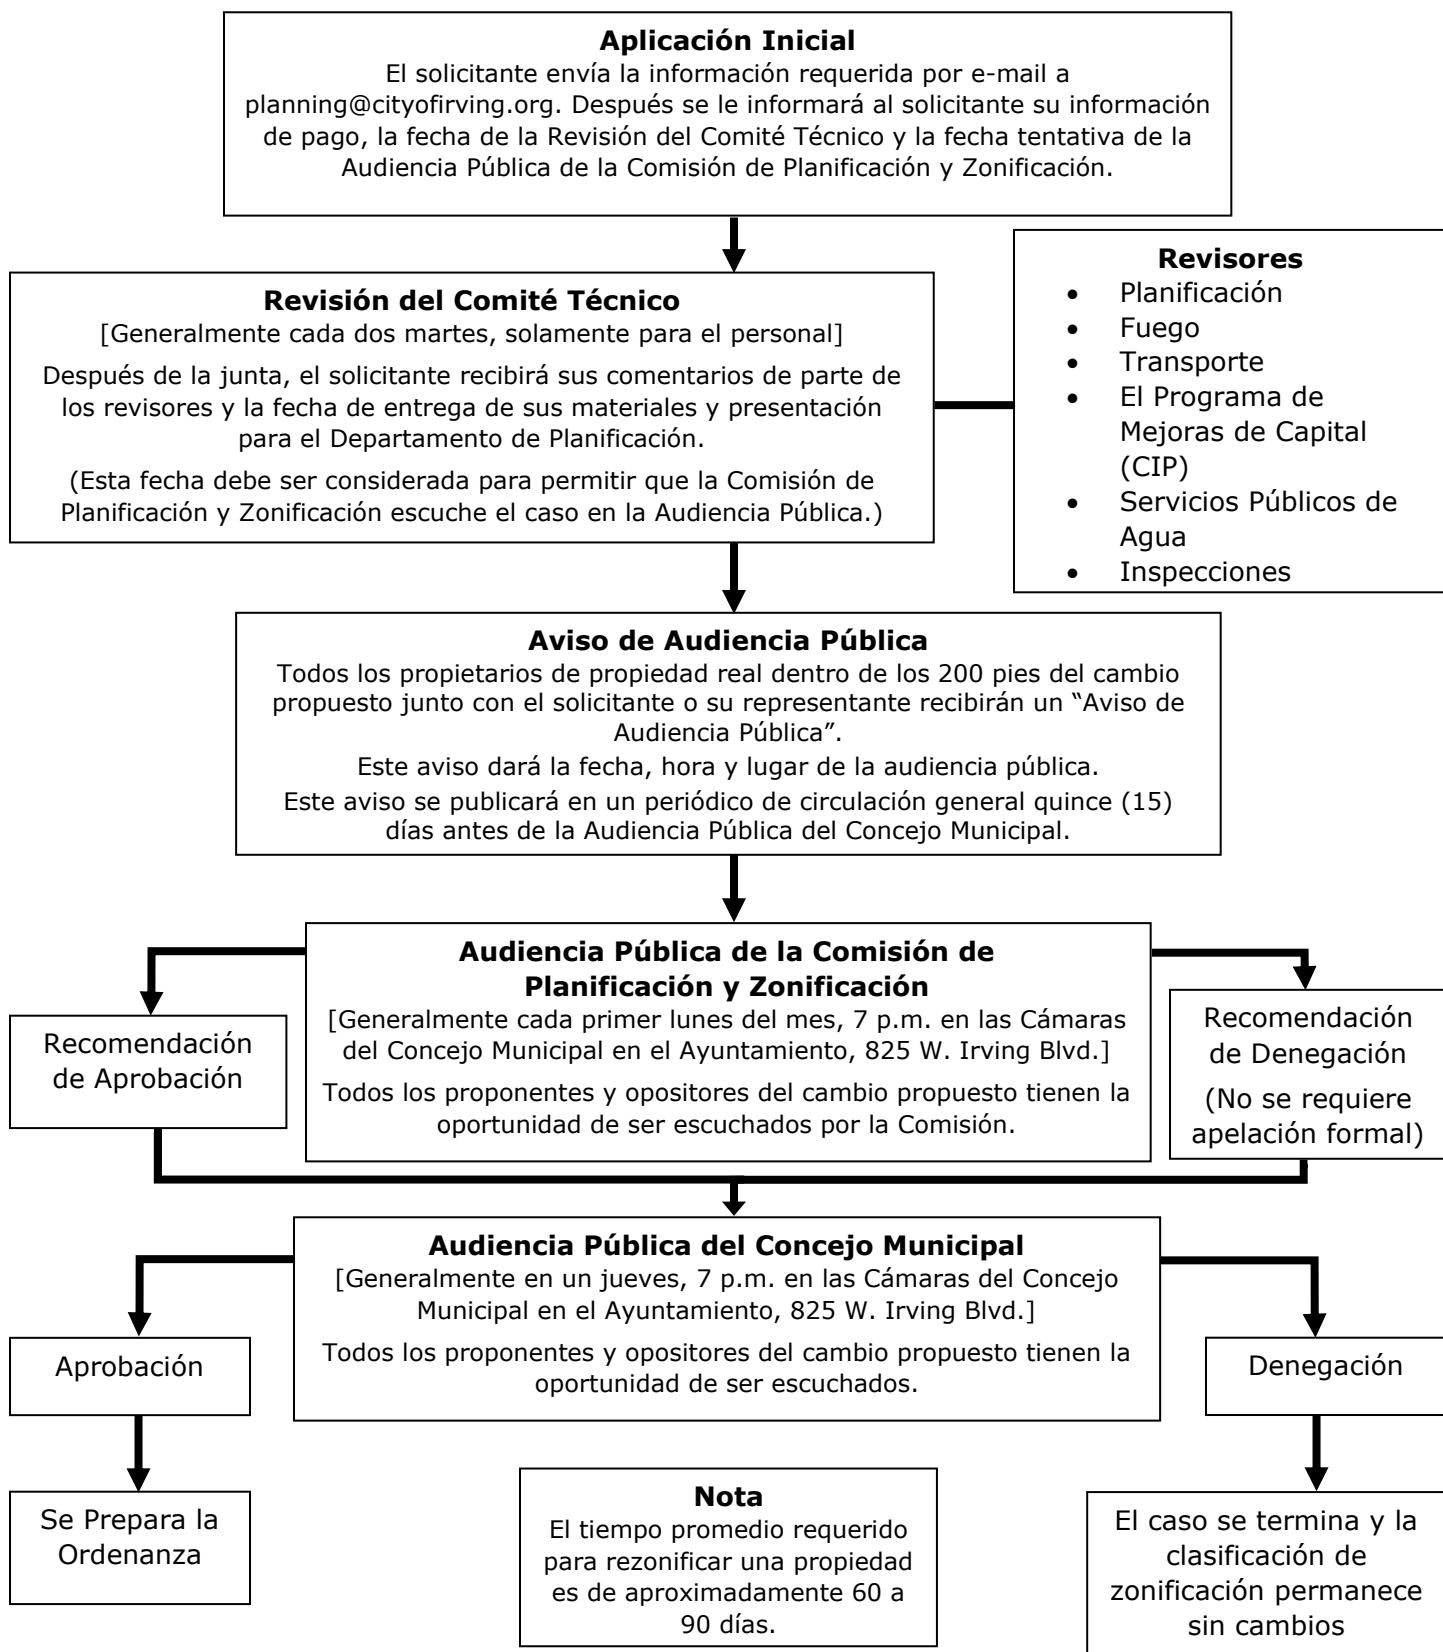 Aplicación Inicial
El solicitante envía la información requerida por e-mail a
planning@cityofirving.org. Después se le informará al solicitante su información
de pago, la fecha de la Revisión del Comité Técnico y la fecha tentativa de la
Audiencia Pública de la Comisión de Planificación y Zonificación.
Revisión del Comité Técnico
[Generalmente cada dos martes, solamente para el personal]
Después de la junta, el solicitante recibirá sus comentarios de parte de
los revisores y la fecha de entrega de sus materiales y presentación
para el Departamento de Planificación.
(Esta fecha debe ser considerada para permitir que la Comisión de
Planificación y Zonificación escuche el caso en la Audiencia Pública.)
Revisores
• Planificación
• Fuego
• Transporte
• El Programa de
Mejoras de Capital
(CIP)
• Servicios Públicos de
Agua
• Inspecciones
Aviso de Audiencia Pública
Todos los propietarios de propiedad real dentro de los 200 pies del cambio
propuesto junto con el solicitante o su representante recibirán un “Aviso de
Audiencia Pública”.
Este aviso dará la fecha, hora y lugar de la audiencia pública.
Este aviso se publicará en un periódico de circulación general quince (15)
días antes de la Audiencia Pública del Concejo Municipal.
Audiencia Pública de la Comisión de
Planificación y Zonificación
[Generalmente cada primer lunes del mes, 7 p.m. en las Cámaras
del Concejo Municipal en el Ayuntamiento, 825 W. Irving Blvd.]
Todos los proponentes y opositores del cambio propuesto tienen la
oportunidad de ser escuchados por la Comisión.
Recomendación
de Aprobación
Recomendación
de Denegación
(No se requiere
apelación formal)
Audiencia Pública del Concejo Municipal
[Generalmente en un jueves, 7 p.m. en las Cámaras del Concejo
Municipal en el Ayuntamiento, 825 W. Irving Blvd.]
Todos los proponentes y opositores del cambio propuesto tienen la
oportunidad de ser escuchados.
Aprobación
Denegación
Se Prepara la
Ordenanza
Nota
El tiempo promedio requerido
para rezonificar una propiedad
es de aproximadamente 60 a
90 días.
El caso se termina y la
clasificación de
zonificación permanece
sin cambios